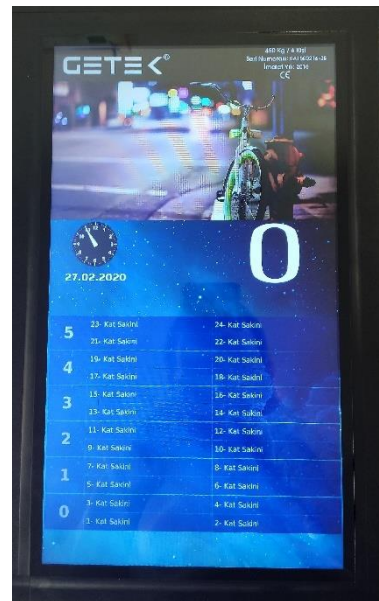 GETEK®
450 Kg / 6 Kişi
Seri Numarası
İmalat Yılı: 2016
CE
0
27.02.2020
5
23- Kat Sakini
24- Kat Sakini
21- Kat Sakini
22- Kat Sakini
4
19- Kat Sakini
20- Kat Sakini
17- Kat Sakini
18- Kat Sakini
3
15- Kat Sakini
16- Kat Sakini
13- Kat Sakini
14- Kat Sakini
2
11- Kat Sakini
12- Kat Sakini
9- Kat Sakini
10- Kat Sakini
1
7- Kat Sakini
8- Kat Sakini
5- Kat Sakini
6- Kat Sakini
0
3- Kat Sakini
4- Kat Sakini
1- Kat Sakini
2- Kat Sakini